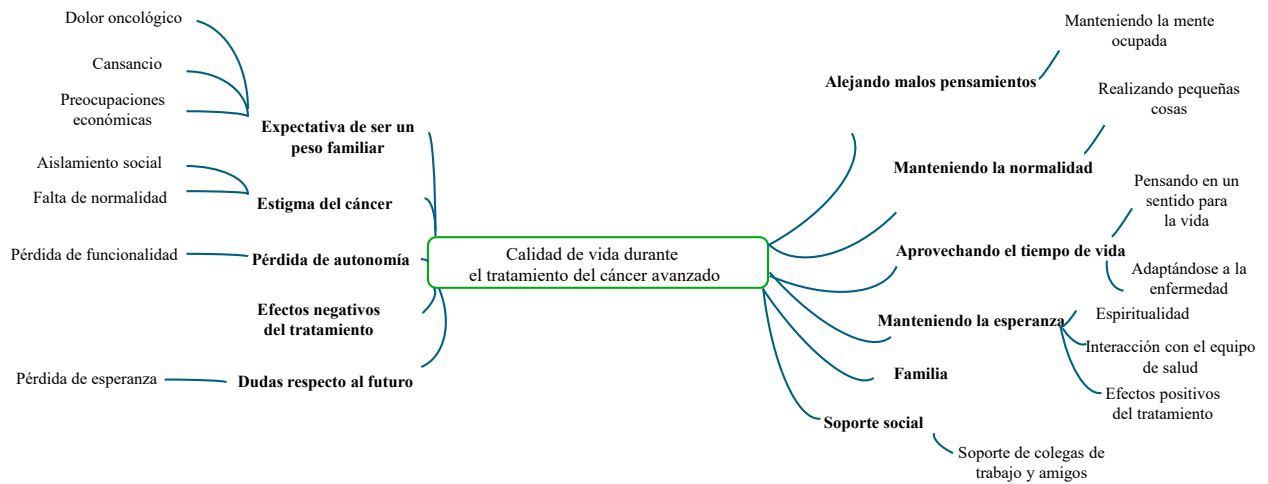 Dolor oncológico
Cansancio
Preocupaciones
económicas
Expectativa de ser un
peso familiar
Aislamiento social
Falta de normalidad
Estigma del cáncer
Pérdida de funcionalidad
Pérdida de autonomía
Efectos negativos
del tratamiento
Pérdida de esperanza
Dudas respecto al futuro
Calidad de vida durante
el tratamiento del cáncer avanzado
Alejando malos pensamientos
Manteniendo la mente
ocupada
Manteniendo la normalidad
Realizando pequeñas
cosas
Aprovechando el tiempo de vida
Pensando en un
sentido para
la vida
Adaptándose a la
enfermedad
Manteniendo la esperanza
Espiritualidad
Interacción con el equipo
de salud
Efectos positivos
del tratamiento
Familia
Soporte social
Soporte de colegas de
trabajo y amigos